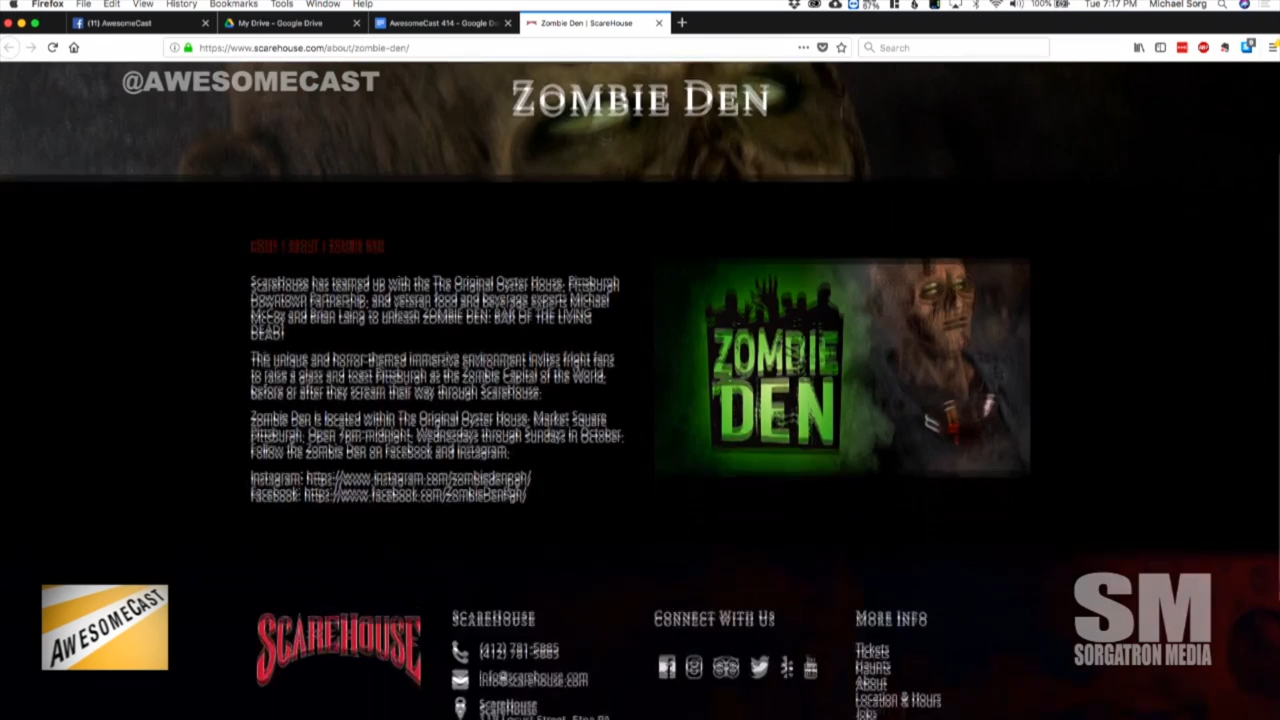 Firefox File Edit View History Bookmarks Tools Window Help 87% 100% Tue 7:17 PM Michael Sorg
(11) AwesomeCast My Drive - Google Drive AwesomeCast 414 - Google Do Zombie Den | ScareHouse
https://www.scarehouse.com/about/zombie-den/ Search
@AWESOMECAST
ZOMBIE DEN
ScareHouse has teamed up with the The Original Oyster House, Pittsburgh
Downtown Partnership, and veteran food and beverage experts Michael
McCoy and Brian Laing to unleash ZOMBIE DEN: BAR OF THE LIVING
DEAD!
This unique and horror-themed immersive environment invites fright fans
to raise a glass and toast Pittsburgh as the Zombie Capital of the World,
before or after they scream their way through ScareHouse.
Zombie Den is located within The Original Oyster House, Market Square
Pittsburgh. Open 7pm-midnight, Wednesdays through Sundays in October.
Follow the Zombie Den on Facebook and Instagram.
Instagram: https://www.instagram.com/zombiedenpgh/
Facebook: https://www.facebook.com/ZombieDenPgh/
ZOMBIE
DEN
AWESOMECAST
SCAREHOUSE
SCAREHOUSE
(412) 781-5885
info@scarehouse.com
ScareHouse
CONNECT WITH US
MORE INFO
Tickets
Haunts
About
Location & Hours
Jobs
SM
SORGATRON MEDIA